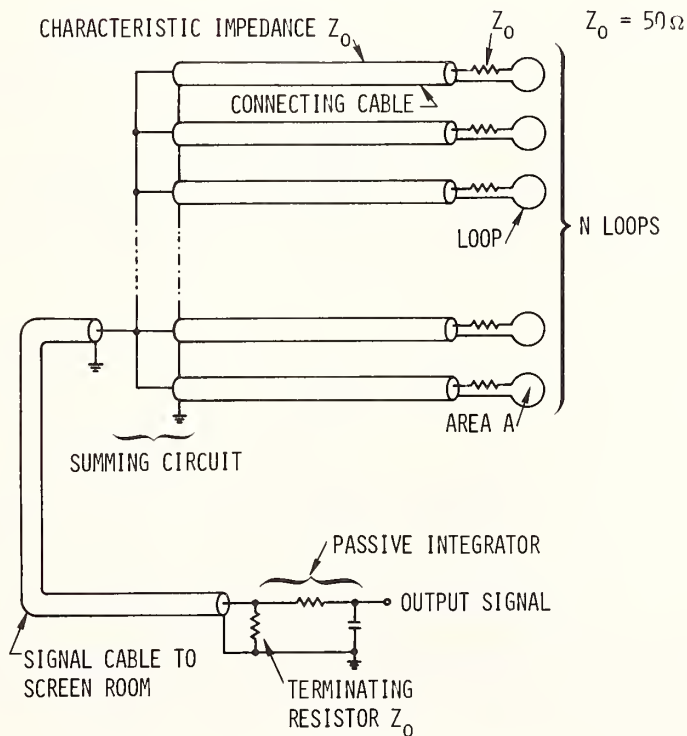 CHARACTERISTIC IMPEDANCE Z₀
Z₀
Z₀ = 50Ω
CONNECTING CABLE
LOOP
N LOOPS
AREA A
SUMMING CIRCUIT
PASSIVE INTEGRATOR
OUTPUT SIGNAL
SIGNAL CABLE TO
SCREEN ROOM
TERMINATING
RESISTOR Z₀